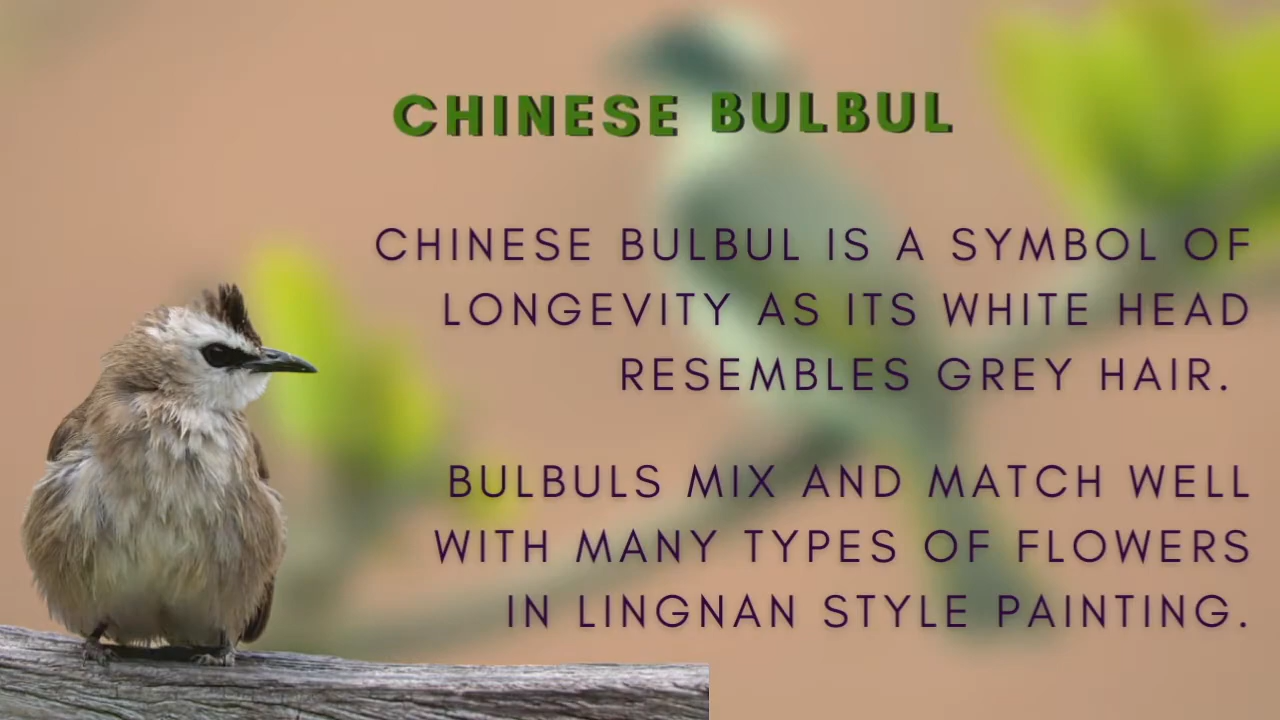 CHINESE BULBUL
CHINESE BULBUL IS A SYMBOL OF
LONGEVITY AS ITS WHITE HEAD
RESEMBLES GREY HAIR.
BULBULS MIX AND MATCH WELL
WITH MANY TYPES OF FLOWERS
IN LINGNAN STYLE PAINTING.